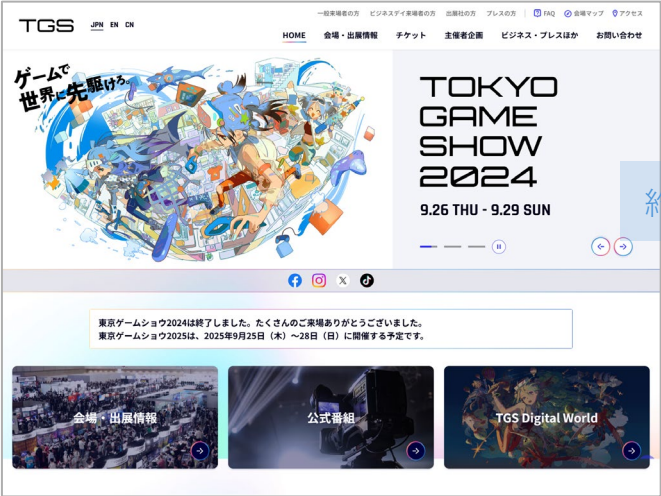 TGS
JPN EN CN
一般来場者の方 ビジネスデイ来場者の方 出展社の方 プレスの方 FAQ 会場マップ アクセス
HOME 会場・出展情報 チケット 主催者企画 ビジネス・プレスほか お問い合わせ
ゲームで
世界に先駆けろ。
TOKYO
GAME
SHOW
2024
9.26 THU - 9.29 SUN
東京ゲームショウ2024は終了しました。たくさんのご来場ありがとうございました。
東京ゲームショウ2025は、2025年9月25日（木）～28日（日）に開催する予定です。
会場・出展情報
公式番組
TGS Digital World